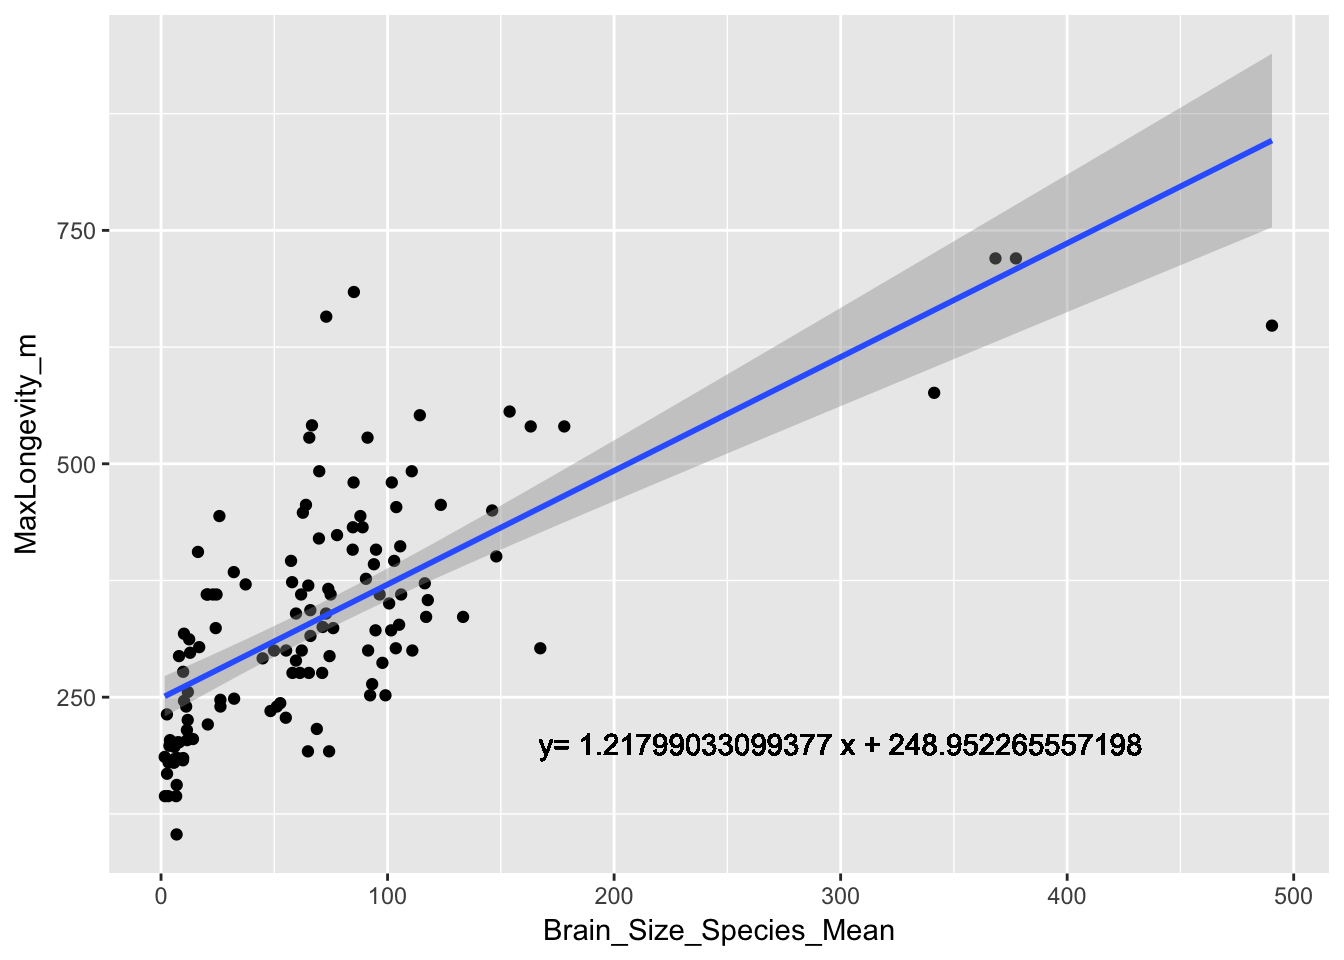 MaxLongevity_m
750
500
250
y= 1.21799033099377 x + 248.952265557198
0 100 200 300 400 500
Brain_Size_Species_Mean